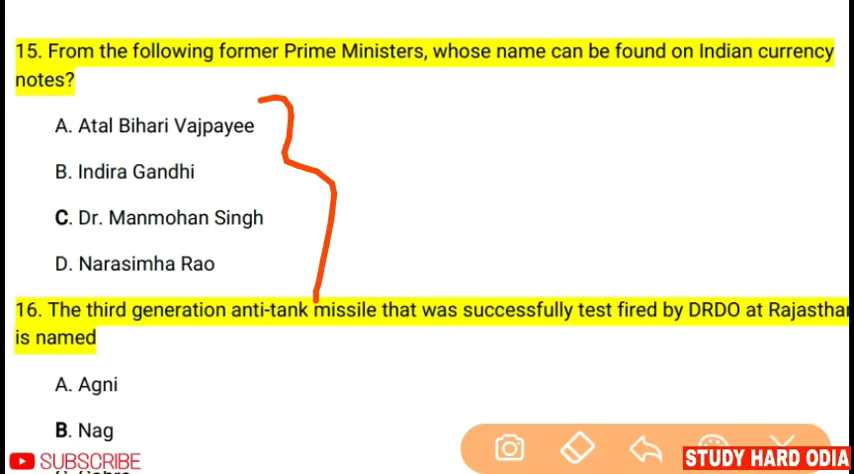 15. From the following former Prime Ministers, whose name can be found on Indian currency
notes?
A. Atal Bihari Vajpayee
B. Indira Gandhi
C. Dr. Manmohan Singh
D. Narasimha Rao
16. The third generation anti-tank missile that was successfully test fired by DRDO at Rajasthan
is named
A. Agni
B. Nag
SUBSCRIBE
STUDY HARD ODIA